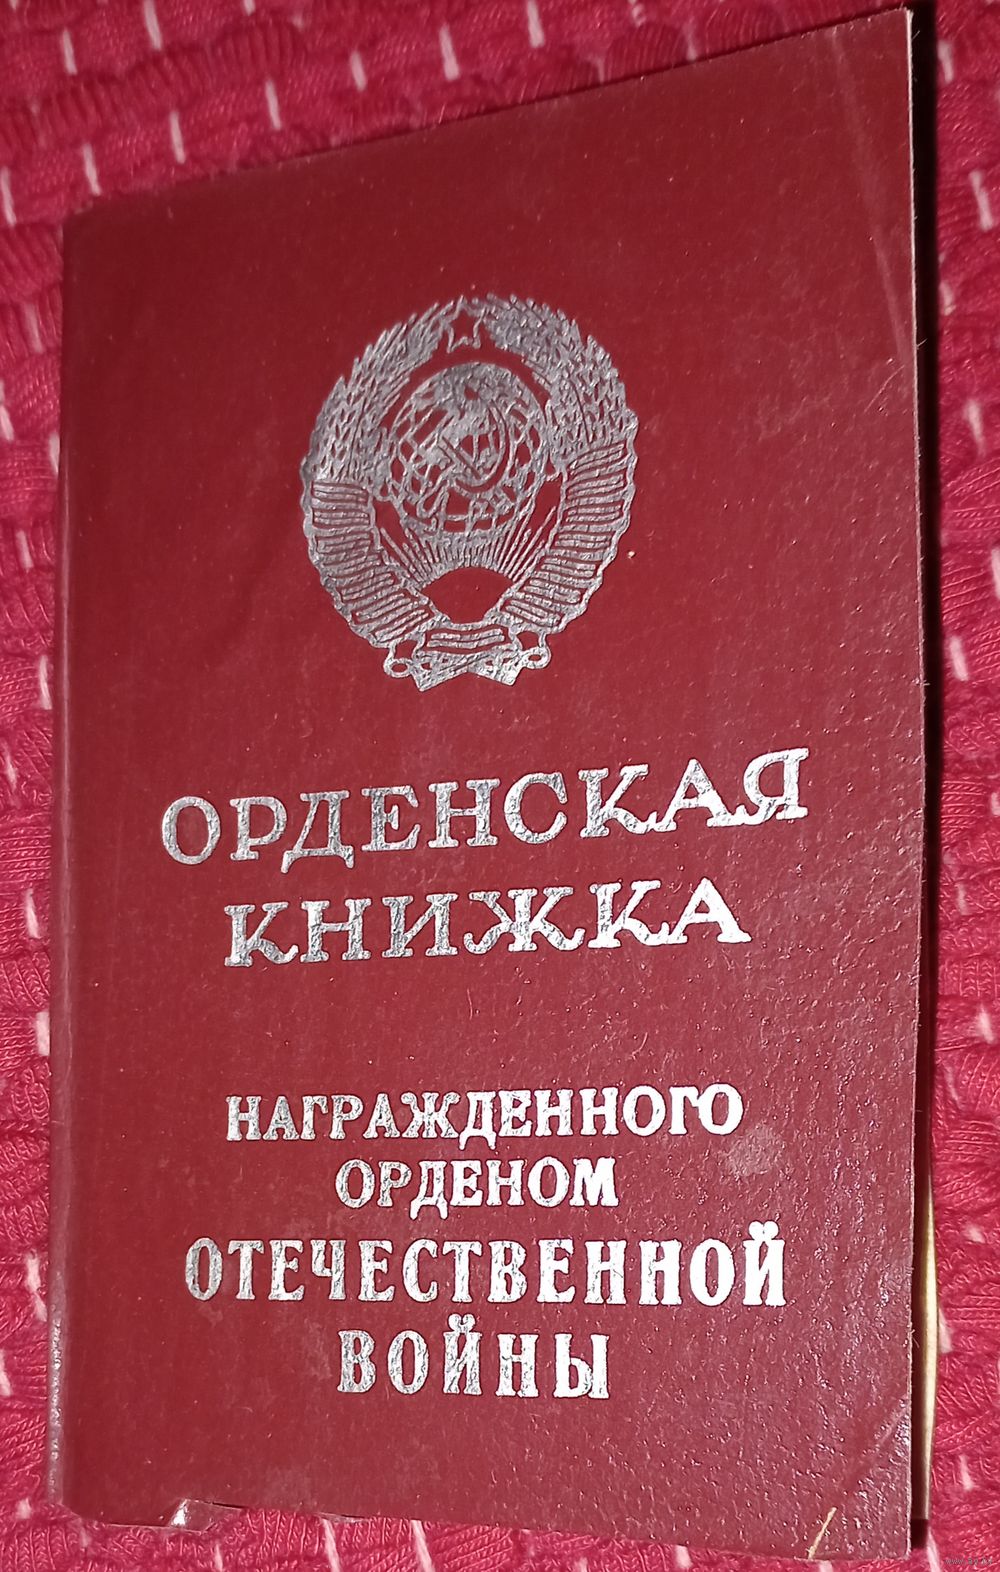 ОРДЕНСКАЯ
КНИЖКА
НАГРАЖДЕННОГО
ОРДЕНОМ
ОТЕЧЕСТВЕННОЙ
ВОЙНЫ